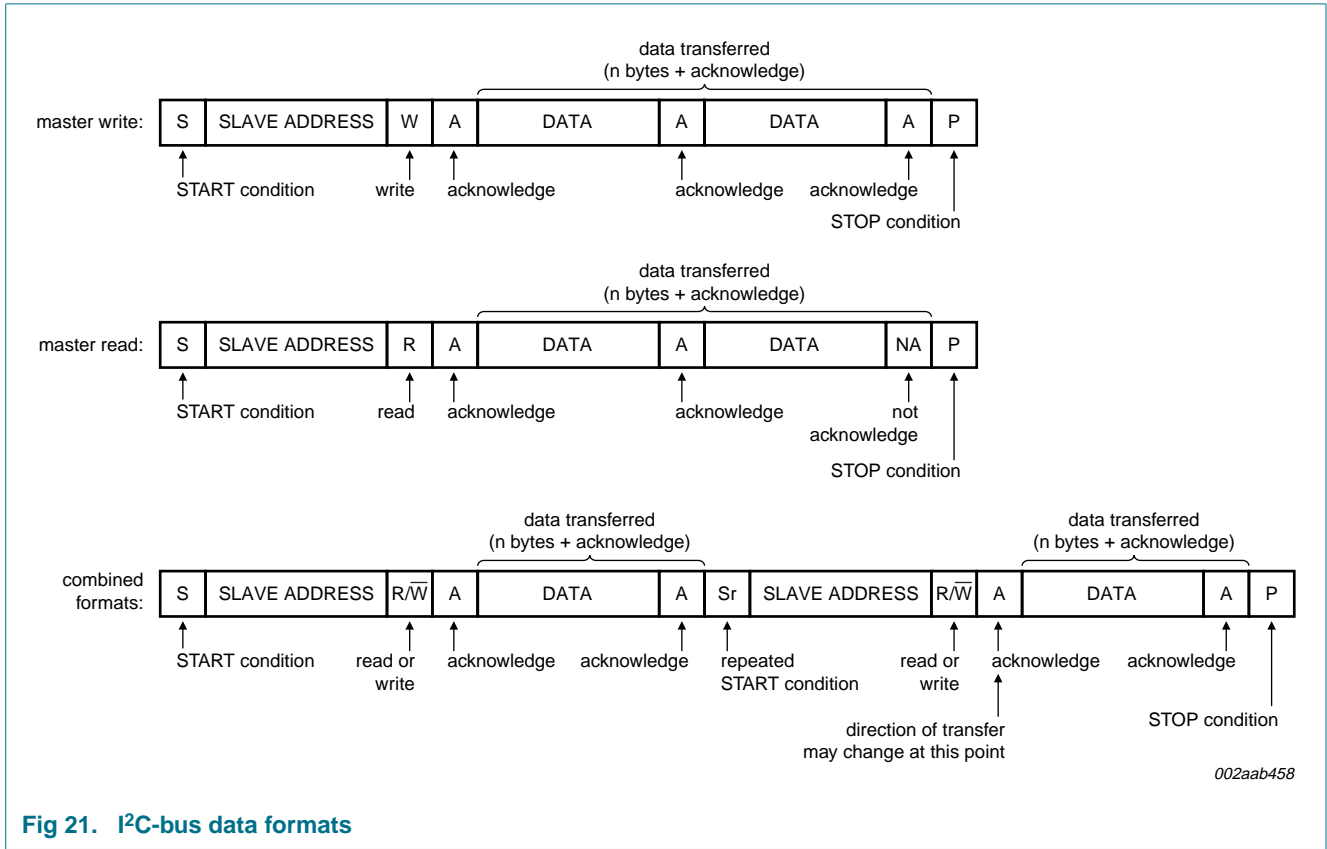 data transferred
(n bytes + acknowledge)
master write: S SLAVE ADDRESS W A DATA A DATA A P
START condition write acknowledge acknowledge acknowledge
STOP condition
data transferred
(n bytes + acknowledge)
master read: S SLAVE ADDRESS R A DATA A DATA NA P
START condition read acknowledge acknowledge not
acknowledge
STOP condition
data transferred data transferred
(n bytes + acknowledge) (n bytes + acknowledge)
combined
formats: S SLAVE ADDRESS R/W̅ A DATA A Sr SLAVE ADDRESS R/W̅ A DATA A P
START condition read or acknowledge acknowledge repeated read or acknowledge acknowledge
write START condition write
direction of transfer STOP condition
may change at this point
002aab458
Fig 21. I²C-bus data formats